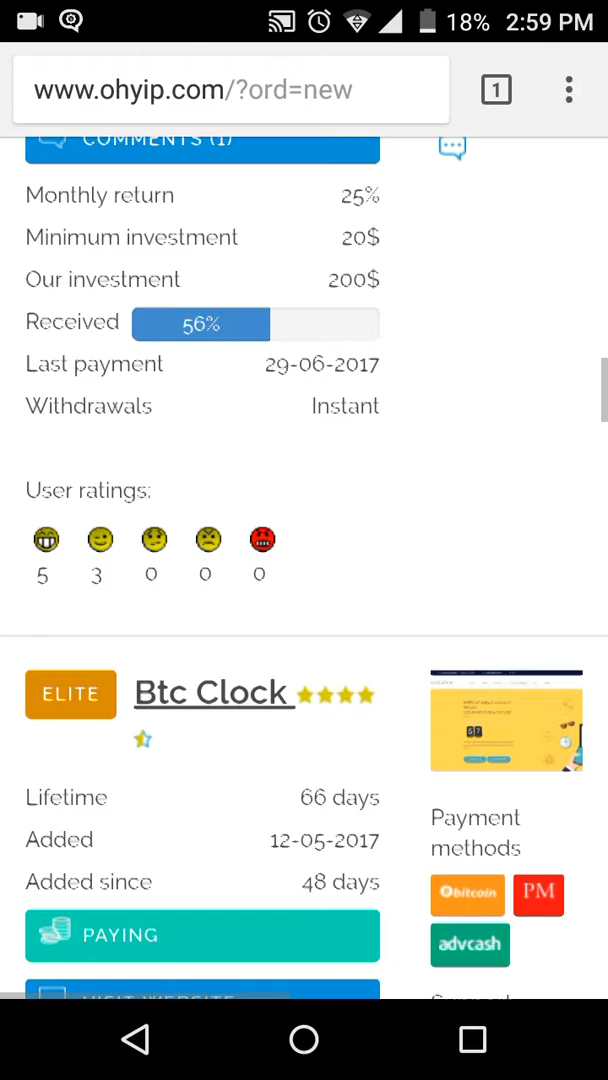 18% 2:59 PM
www.ohyip.com/?ord=new
1
COMMENTS (1)
Monthly return 25%
Minimum investment 20$
Our investment 200$
Received 56%
Last payment 29-06-2017
Withdrawals Instant
User ratings:
5 3 0 0 0
ELITE Btc Clock
Lifetime 66 days
Added 12-05-2017
Added since 48 days
PAYING
VISIT WEBSITE
Payment
methods
bitcoin PM
advcash
Support